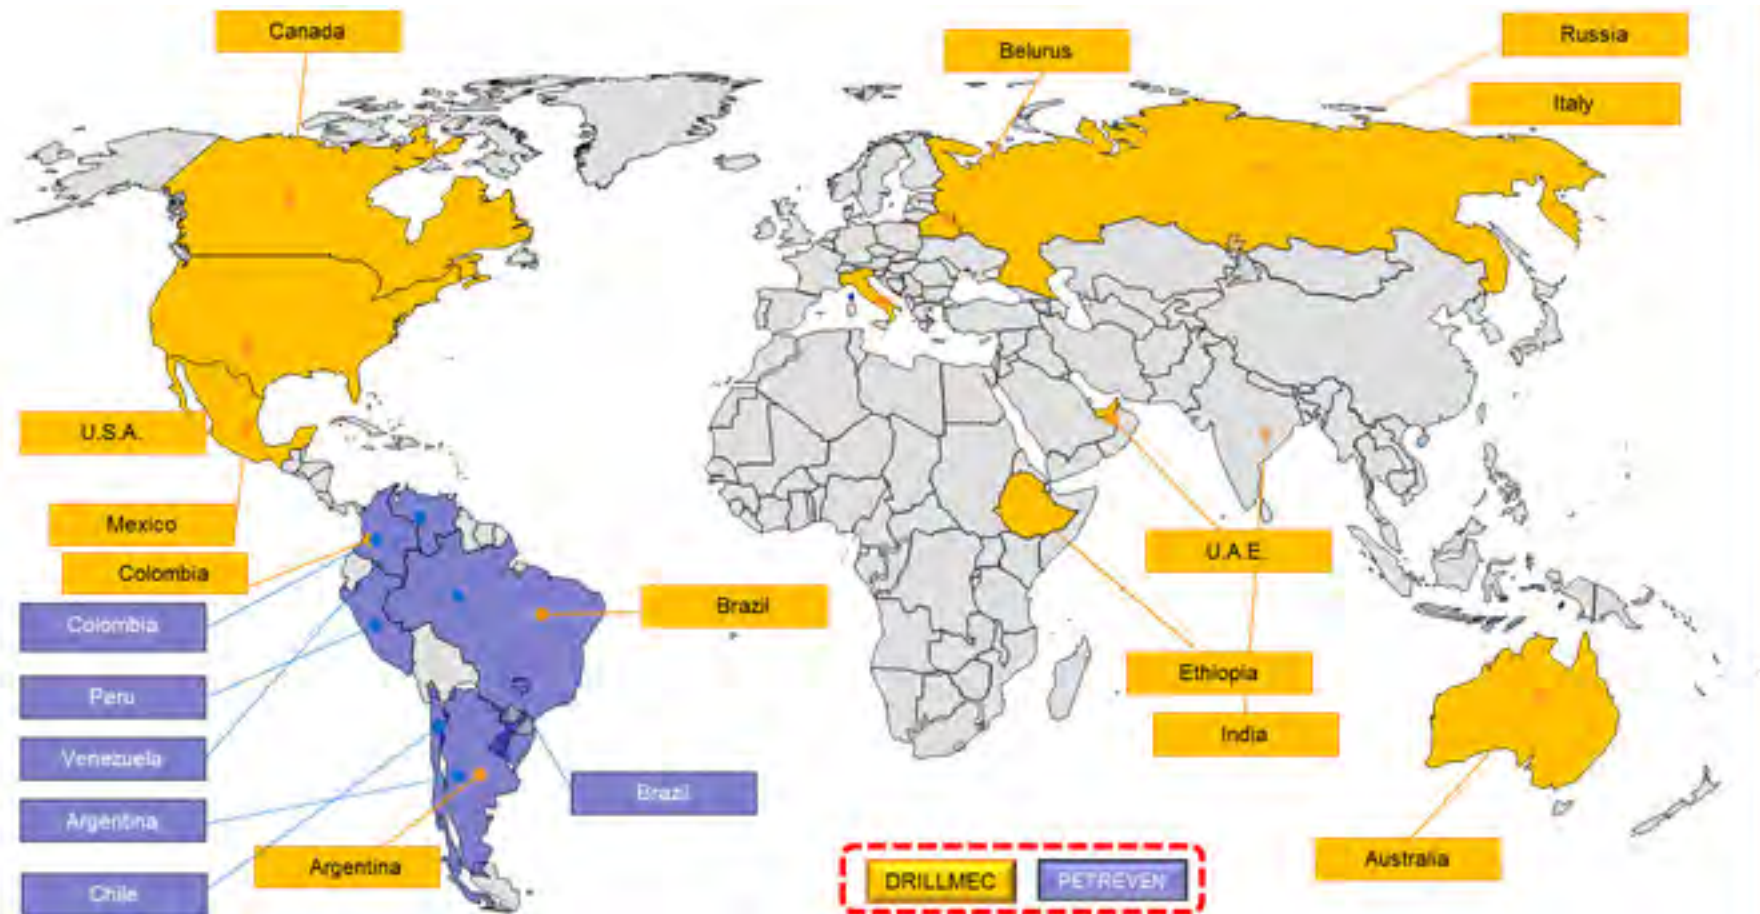 Canada
Belurus
Russia
Italy
U.S.A.
Mexico
Colombia
Colombia
Peru
Venezuela
Argentina
Chile
Argentina
Brazil
Brazil
U.A.E.
Ethiopia
India
Australia
DRILLMEC
PETREVEN